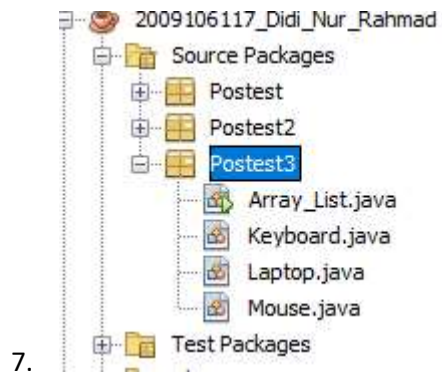 2009106117_Didi_Nur_Rahmad
Source Packages
Postest
Postest2
Postest3
Array_List.java
Keyboard.java
Laptop.java
Mouse.java
7.
Test Packages